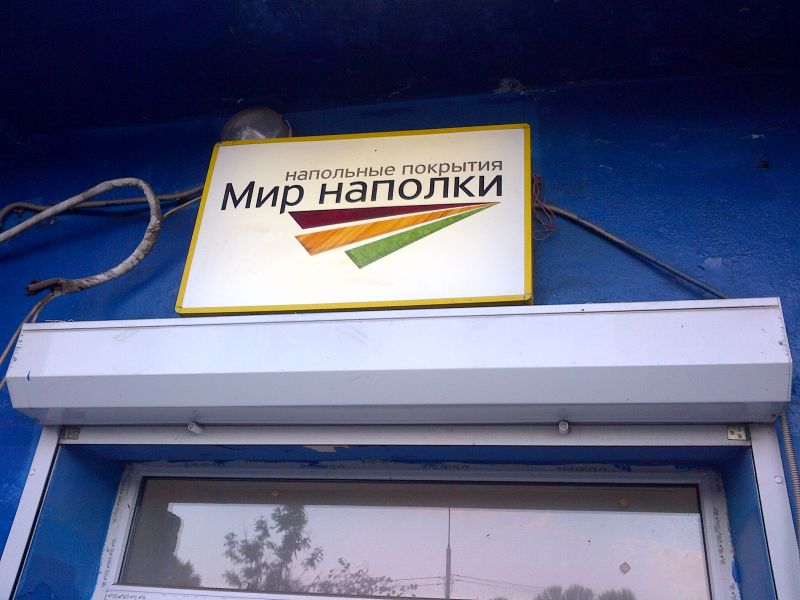 напольные покрытия
Мир наполки